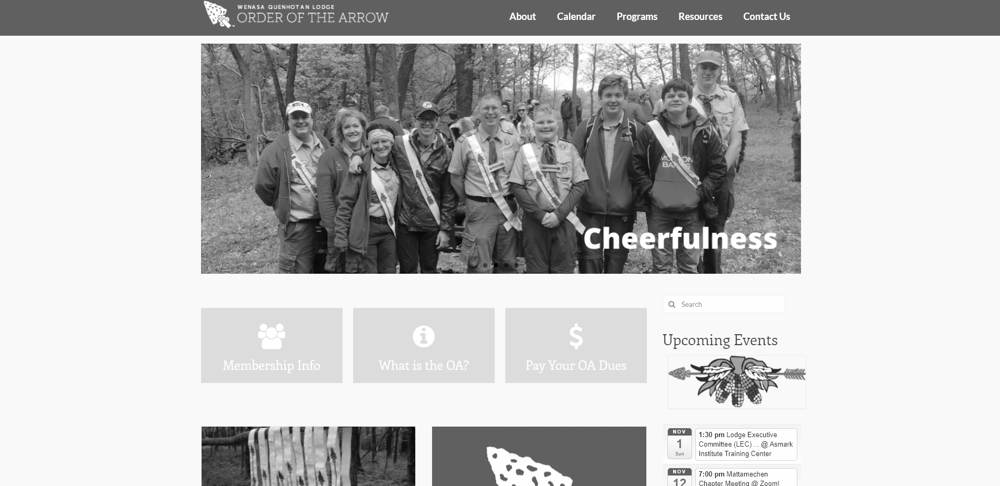 WENASA QUENHOTAN LODGE
ORDER OF THE ARROW
About
Calendar
Programs
Resources
Contact Us
Cheerfulness
Search
Membership Info
What is the OA?
Pay Your OA Dues
Upcoming Events
NOV
1
Sun
1:30 pm Lodge Executive
Committee (LEC) ... @ Asmark
Institute Training Center
NOV
12
7:00 pm Mattamechen
Chapter Meeting @ Zoom!